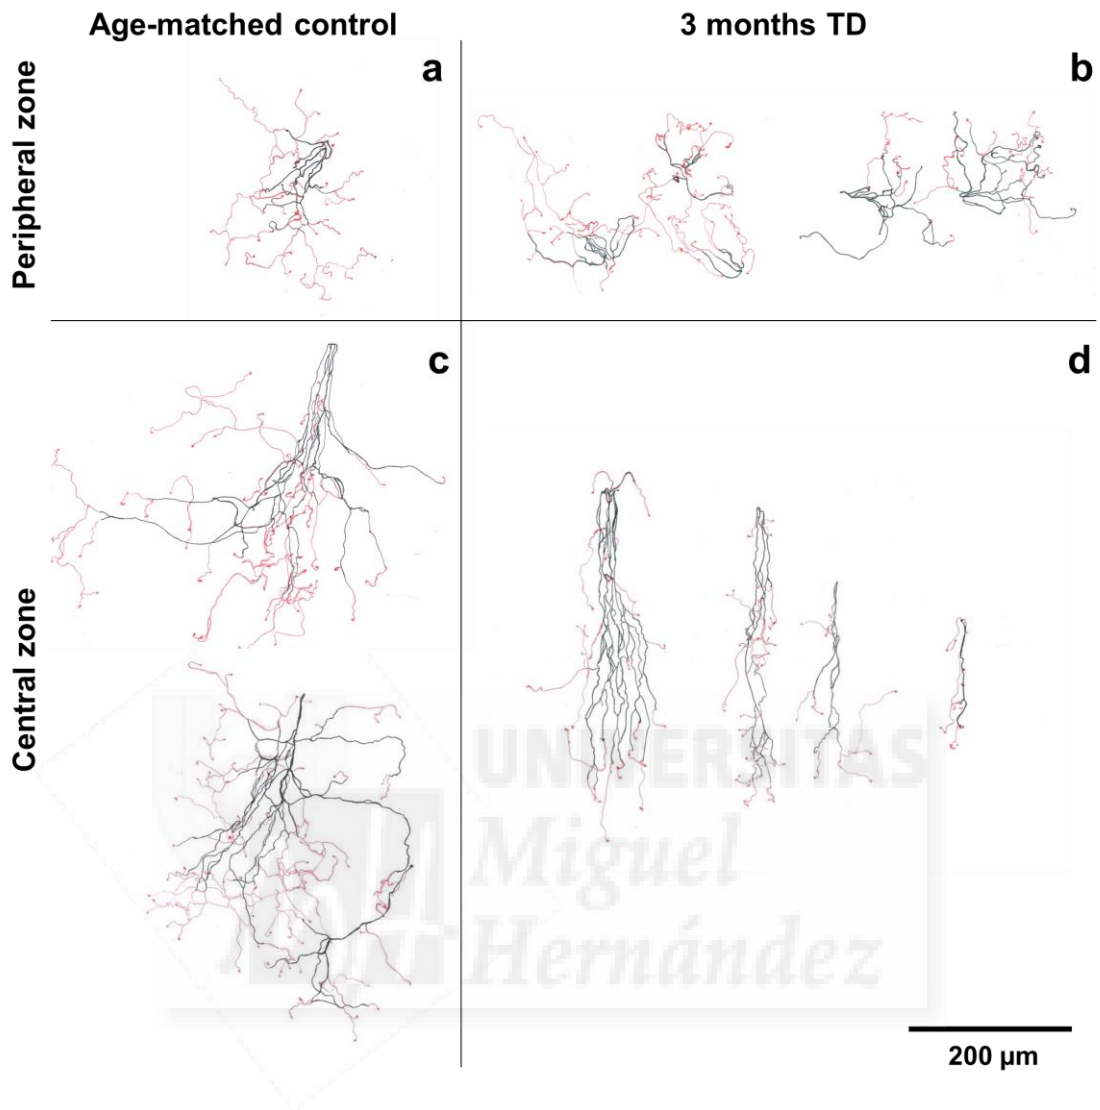 Age-matched control
3 months TD
Peripheral zone
a
b
Central zone
c
d
UNIVERSITAS
Miguel
Hernández
200 µm